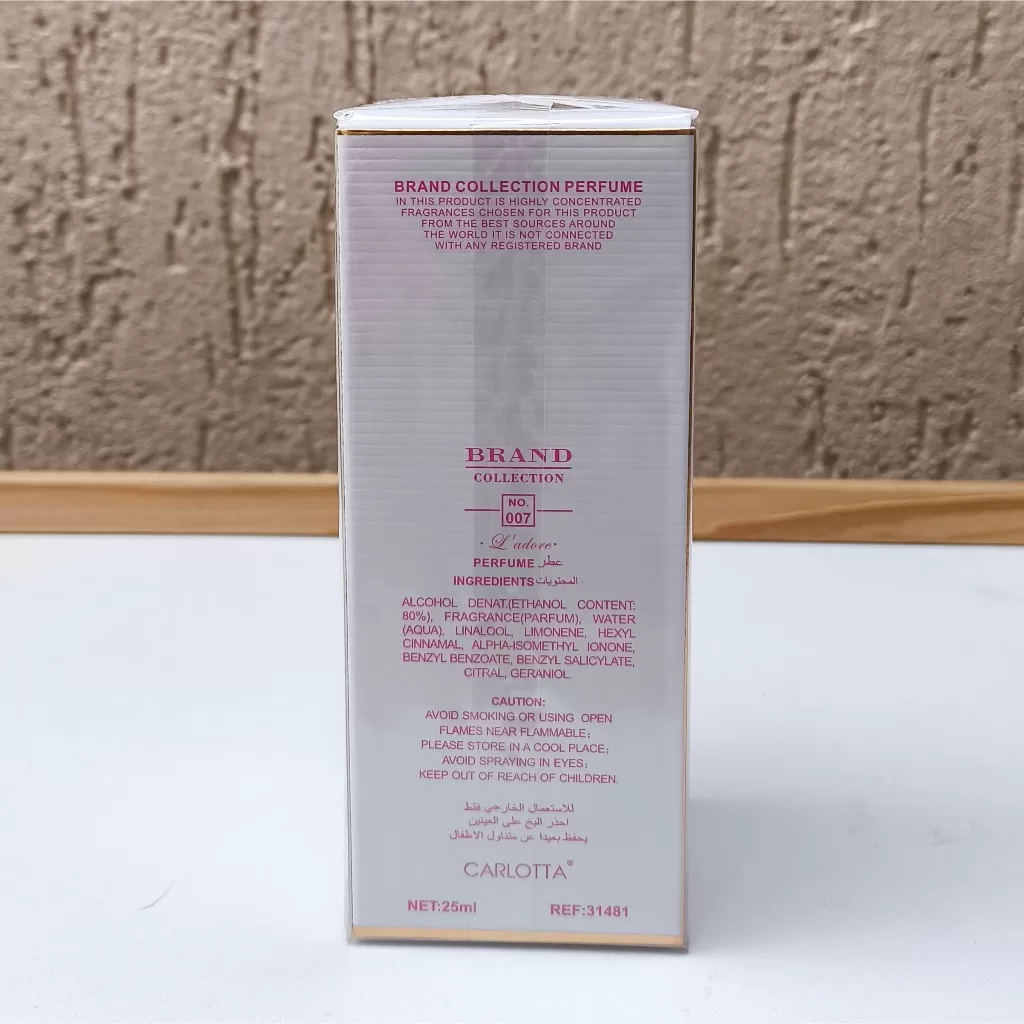 BRAND COLLECTION PERFUME
IN THIS PRODUCT IS HIGHLY CONCENTRATED
FRAGRANCES CHOSEN FOR THIS PRODUCT
FROM THE BEST SOURCES AROUND
THE WORLD IT IS NOT CONNECTED
WITH ANY REGISTERED BRAND
BRAND
COLLECTION
NO.
007
· L'adore ·
PERFUME عطر
INGREDIENTS المحتويات
ALCOHOL DENAT.(ETHANOL CONTENT:
80%), FRAGRANCE(PARFUM), WATER
(AQUA), LINALOOL, LIMONENE, HEXYL
CINNAMAL, ALPHA-ISOMETHYL IONONE,
BENZYL BENZOATE, BENZYL SALICYLATE,
CITRAL, GERANIOL.
CAUTION:
AVOID SMOKING OR USING OPEN
FLAMES NEAR FLAMMABLE;
PLEASE STORE IN A COOL PLACE;
AVOID SPRAYING IN EYES;
KEEP OUT OF REACH OF CHILDREN.
للاستعمال الخارجي فقط
احذر البخ على العينين
يحفظ بعيدا عن متناول الاطفال
CARLOTTA®
NET:25ml REF:31481